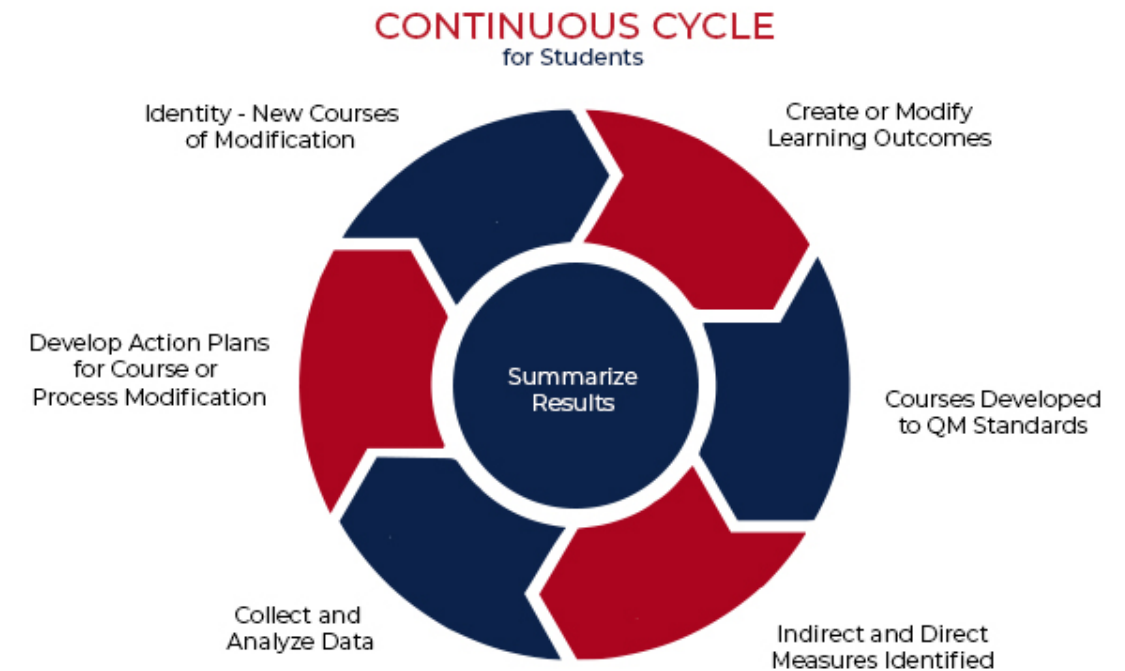 CONTINUOUS CYCLE
for Students
Identity - New Courses
of Modification
Create or Modify
Learning Outcomes
Develop Action Plans
for Course or
Process Modification
Summarize
Results
Courses Developed
to QM Standards
Collect and
Analyze Data
Indirect and Direct
Measures Identified